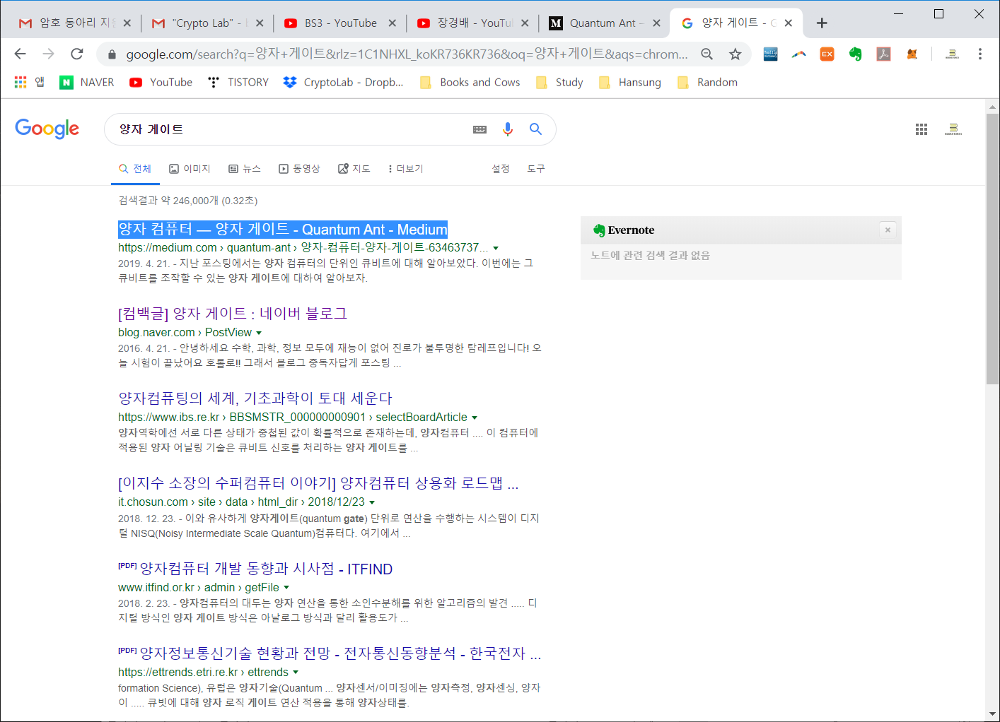 암호 동아리 지원
"Crypto Lab" -
BS3 - YouTube
장경배 - YouTu
Quantum Ant –
양자 게이트 - G
google.com/search?q=양자+게이트&rlz=1C1NHXL_koKR736KR736&oq=양자+게이트&aqs=chrom...
앱
NAVER
YouTube
TISTORY
CryptoLab - Dropb...
Books and Cows
Study
Hansung
Random
Google
양자 게이트
전체
이미지
뉴스
동영상
지도
더보기
설정
도구
검색결과 약 246,000개 (0.32초)
양자 컴퓨터 — 양자 게이트 - Quantum Ant - Medium
https://medium.com › quantum-ant › 양자-컴퓨터-양자-게이트-63463737...
2019. 4. 21. - 지난 포스팅에서는 양자 컴퓨터의 단위인 큐비트에 대해 알아보았다. 이번에는 그
큐비트를 조작할 수 있는 양자 게이트에 대하여 알아보자.
Evernote
노트에 관련 검색 결과 없음
[컴백글] 양자 게이트 : 네이버 블로그
blog.naver.com › PostView
2016. 4. 21. - 안녕하세요 수학, 과학, 정보 모두에 재능이 없어 진로가 불투명한 탐레프입니다! 오
늘 시험이 끝났어요 호롤로!! 그래서 블로그 중독자답게 포스팅 ...
양자컴퓨팅의 세계, 기초과학이 토대 세운다
https://www.ibs.re.kr › BBSMSTR_000000000901 › selectBoardArticle
양자역학에선 서로 다른 상태가 중첩된 값이 확률적으로 존재하는데, 양자컴퓨터 .... 이 컴퓨터에
적용된 양자 어닐링 기술은 큐비트 신호를 처리하는 양자 게이트를 ...
[이지수 소장의 수퍼컴퓨터 이야기] 양자컴퓨터 상용화 로드맵 ...
it.chosun.com › site › data › html_dir › 2018/12/23
2018. 12. 23. - 이와 유사하게 양자게이트(quantum gate) 단위로 연산을 수행하는 시스템이 디지
털 NISQ(Noisy Intermediate Scale Quantum)컴퓨터다. 여기에서 ...
[PDF] 양자컴퓨터 개발 동향과 시사점 - ITFIND
www.itfind.or.kr › admin › getFile
2018. 2. 23. - 양자컴퓨터의 대두는 양자 연산을 통한 소인수분해를 위한 알고리즘의 발견 ..... 디
지털 방식인 양자 게이트 방식은 아날로그 방식과 달리 활용도가 ...
[PDF] 양자정보통신기술 현황과 전망 - 전자통신동향분석 - 한국전자 ...
https://ettrends.etri.re.kr › ettrends
formation Science), 유럽은 양자기술(Quantum ... 양자센서/이미징에는 양자측정, 양자센싱, 양자
이 ..... 큐빗에 대해 양자 로직 게이트 연산 적용을 통해 양자상태를.